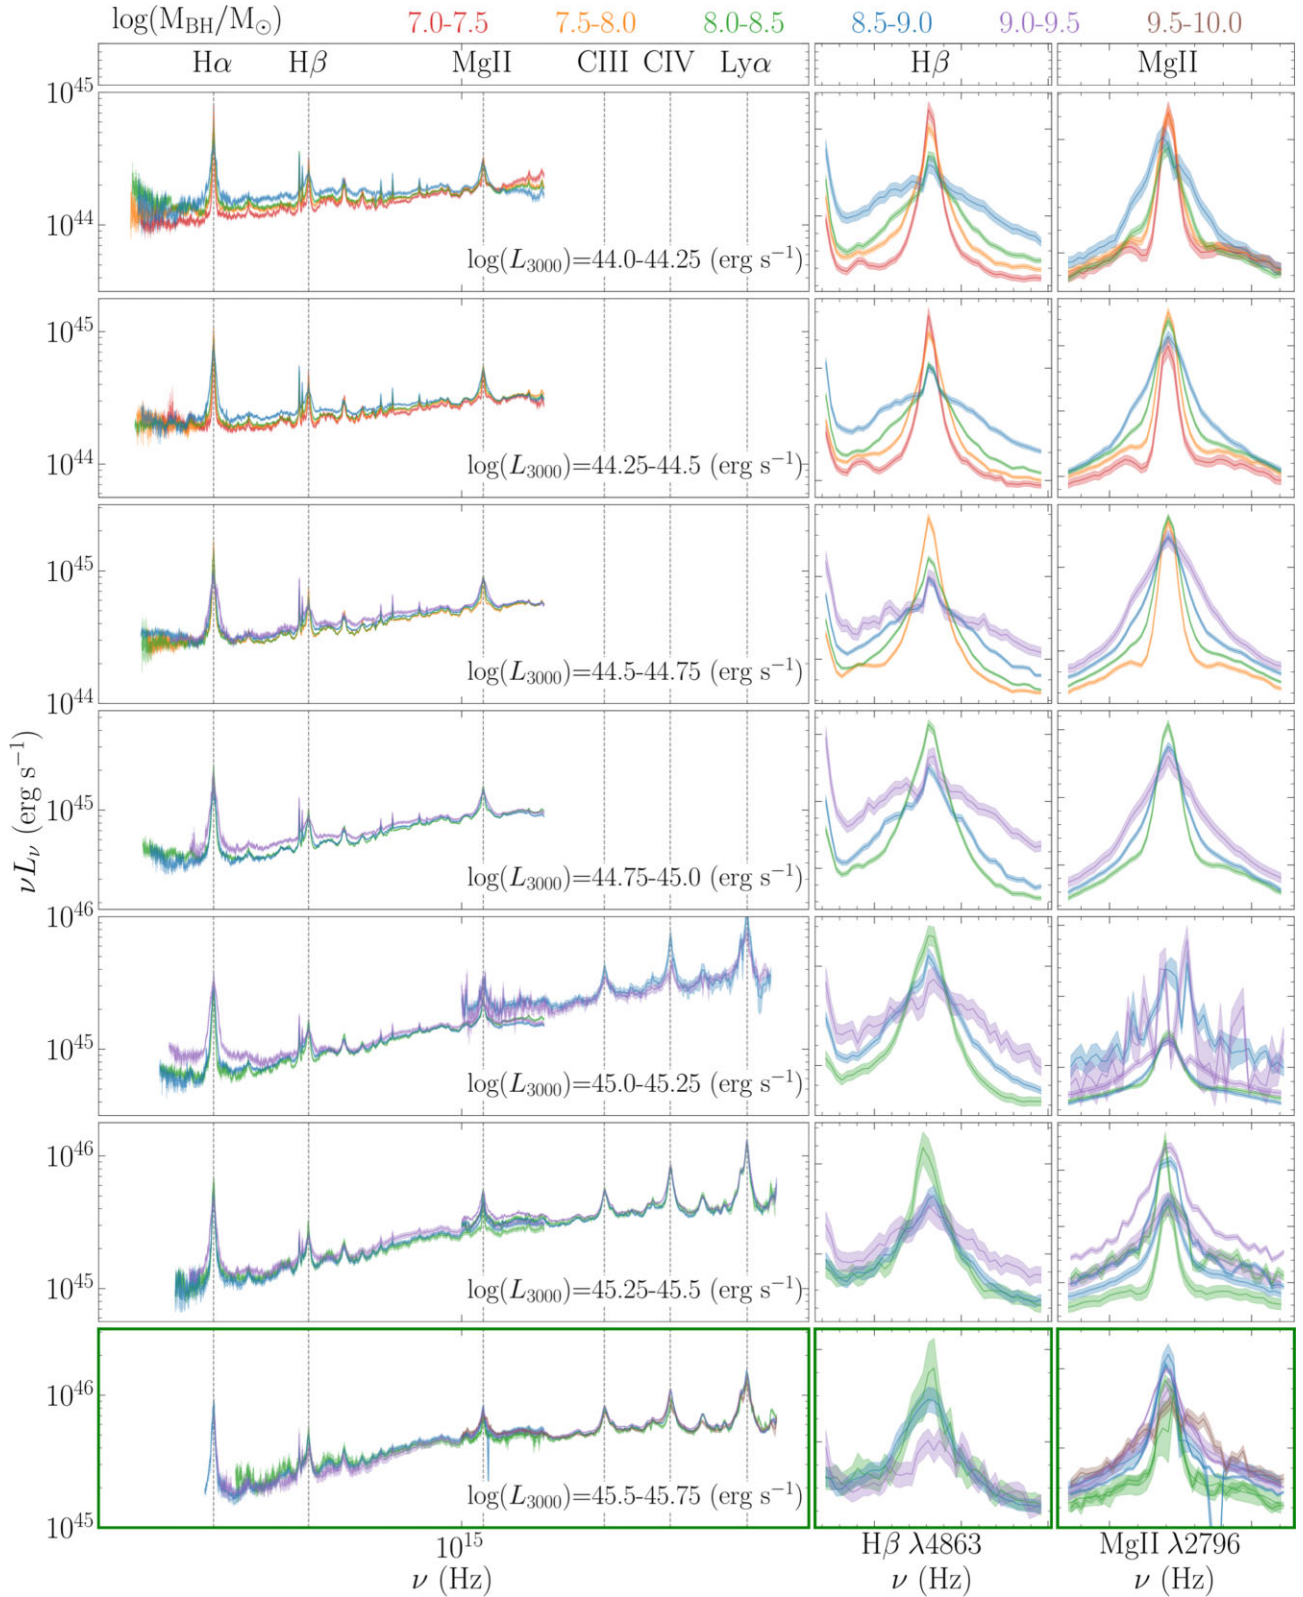 log(M_BH/M_⊙) 7.0-7.5 7.5-8.0 8.0-8.5 8.5-9.0 9.0-9.5 9.5-10.0
Hα Hβ MgII CIII CIV Lyα Hβ MgII
10^45
10^44
log(L_3000)=44.0-44.25 (erg s^−1)
10^45
10^44
log(L_3000)=44.25-44.5 (erg s^−1)
10^45
log(L_3000)=44.5-44.75 (erg s^−1)
10^44
νL_ν (erg s^−1)
10^45
log(L_3000)=44.75-45.0 (erg s^−1)
10^46
10^45
log(L_3000)=45.0-45.25 (erg s^−1)
10^46
10^45
log(L_3000)=45.25-45.5 (erg s^−1)
10^46
log(L_3000)=45.5-45.75 (erg s^−1)
10^45
10^15 Hβ λ4863 MgII λ2796
ν (Hz) ν (Hz) ν (Hz)